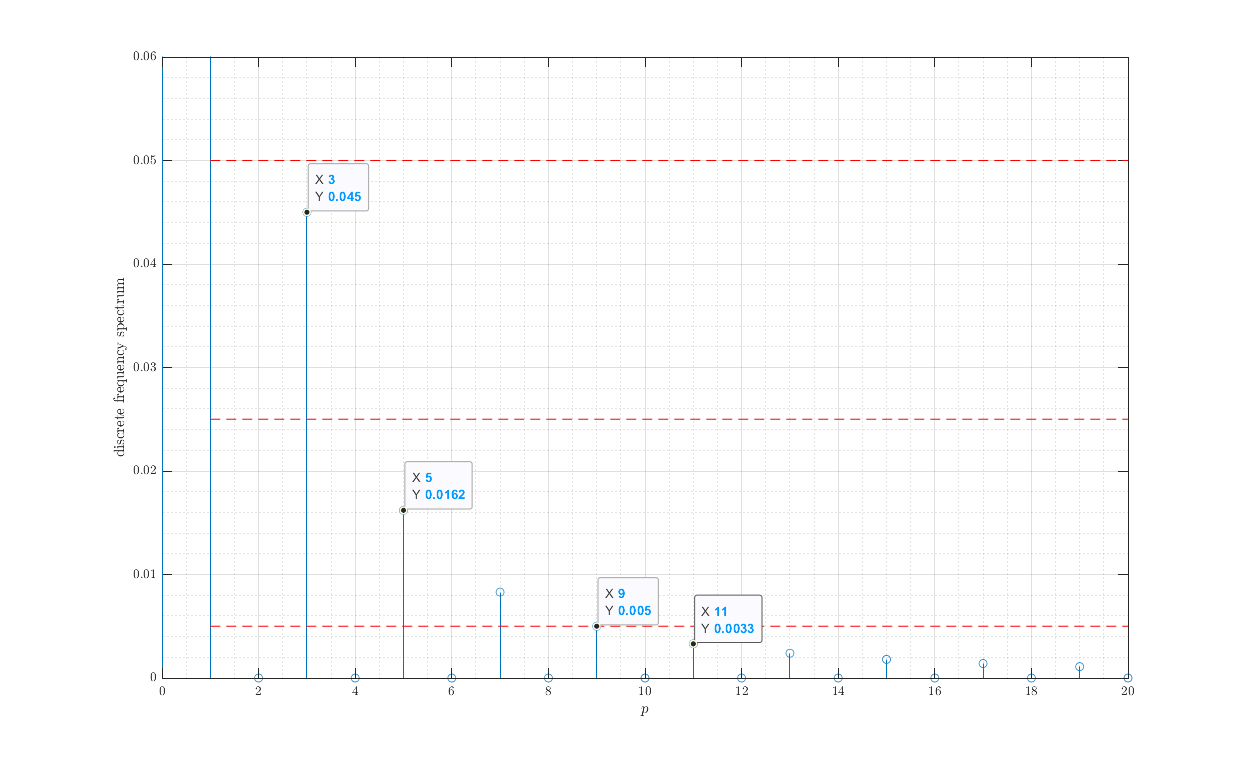 0.06
0.05
X 3
Y 0.045
0.04
0.03
discrete frequency spectrum
0.02
X 5
Y 0.0162
0.01
X 9
Y 0.005
X 11
Y 0.0033
0
0 2 4 6 8 10 12 14 16 18 20
p